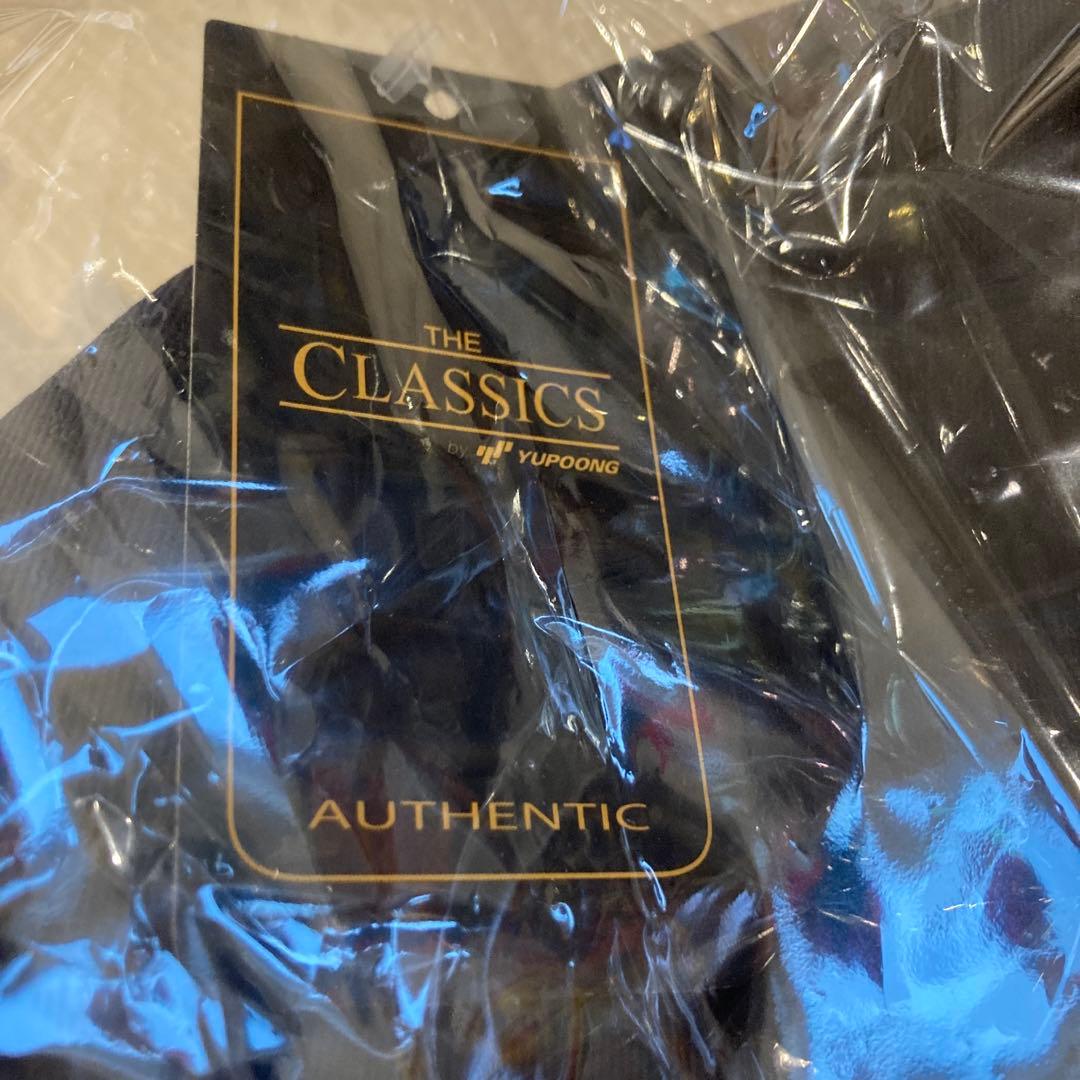 THE
CLASSICS
by YUPOONG
AUTHENTIC